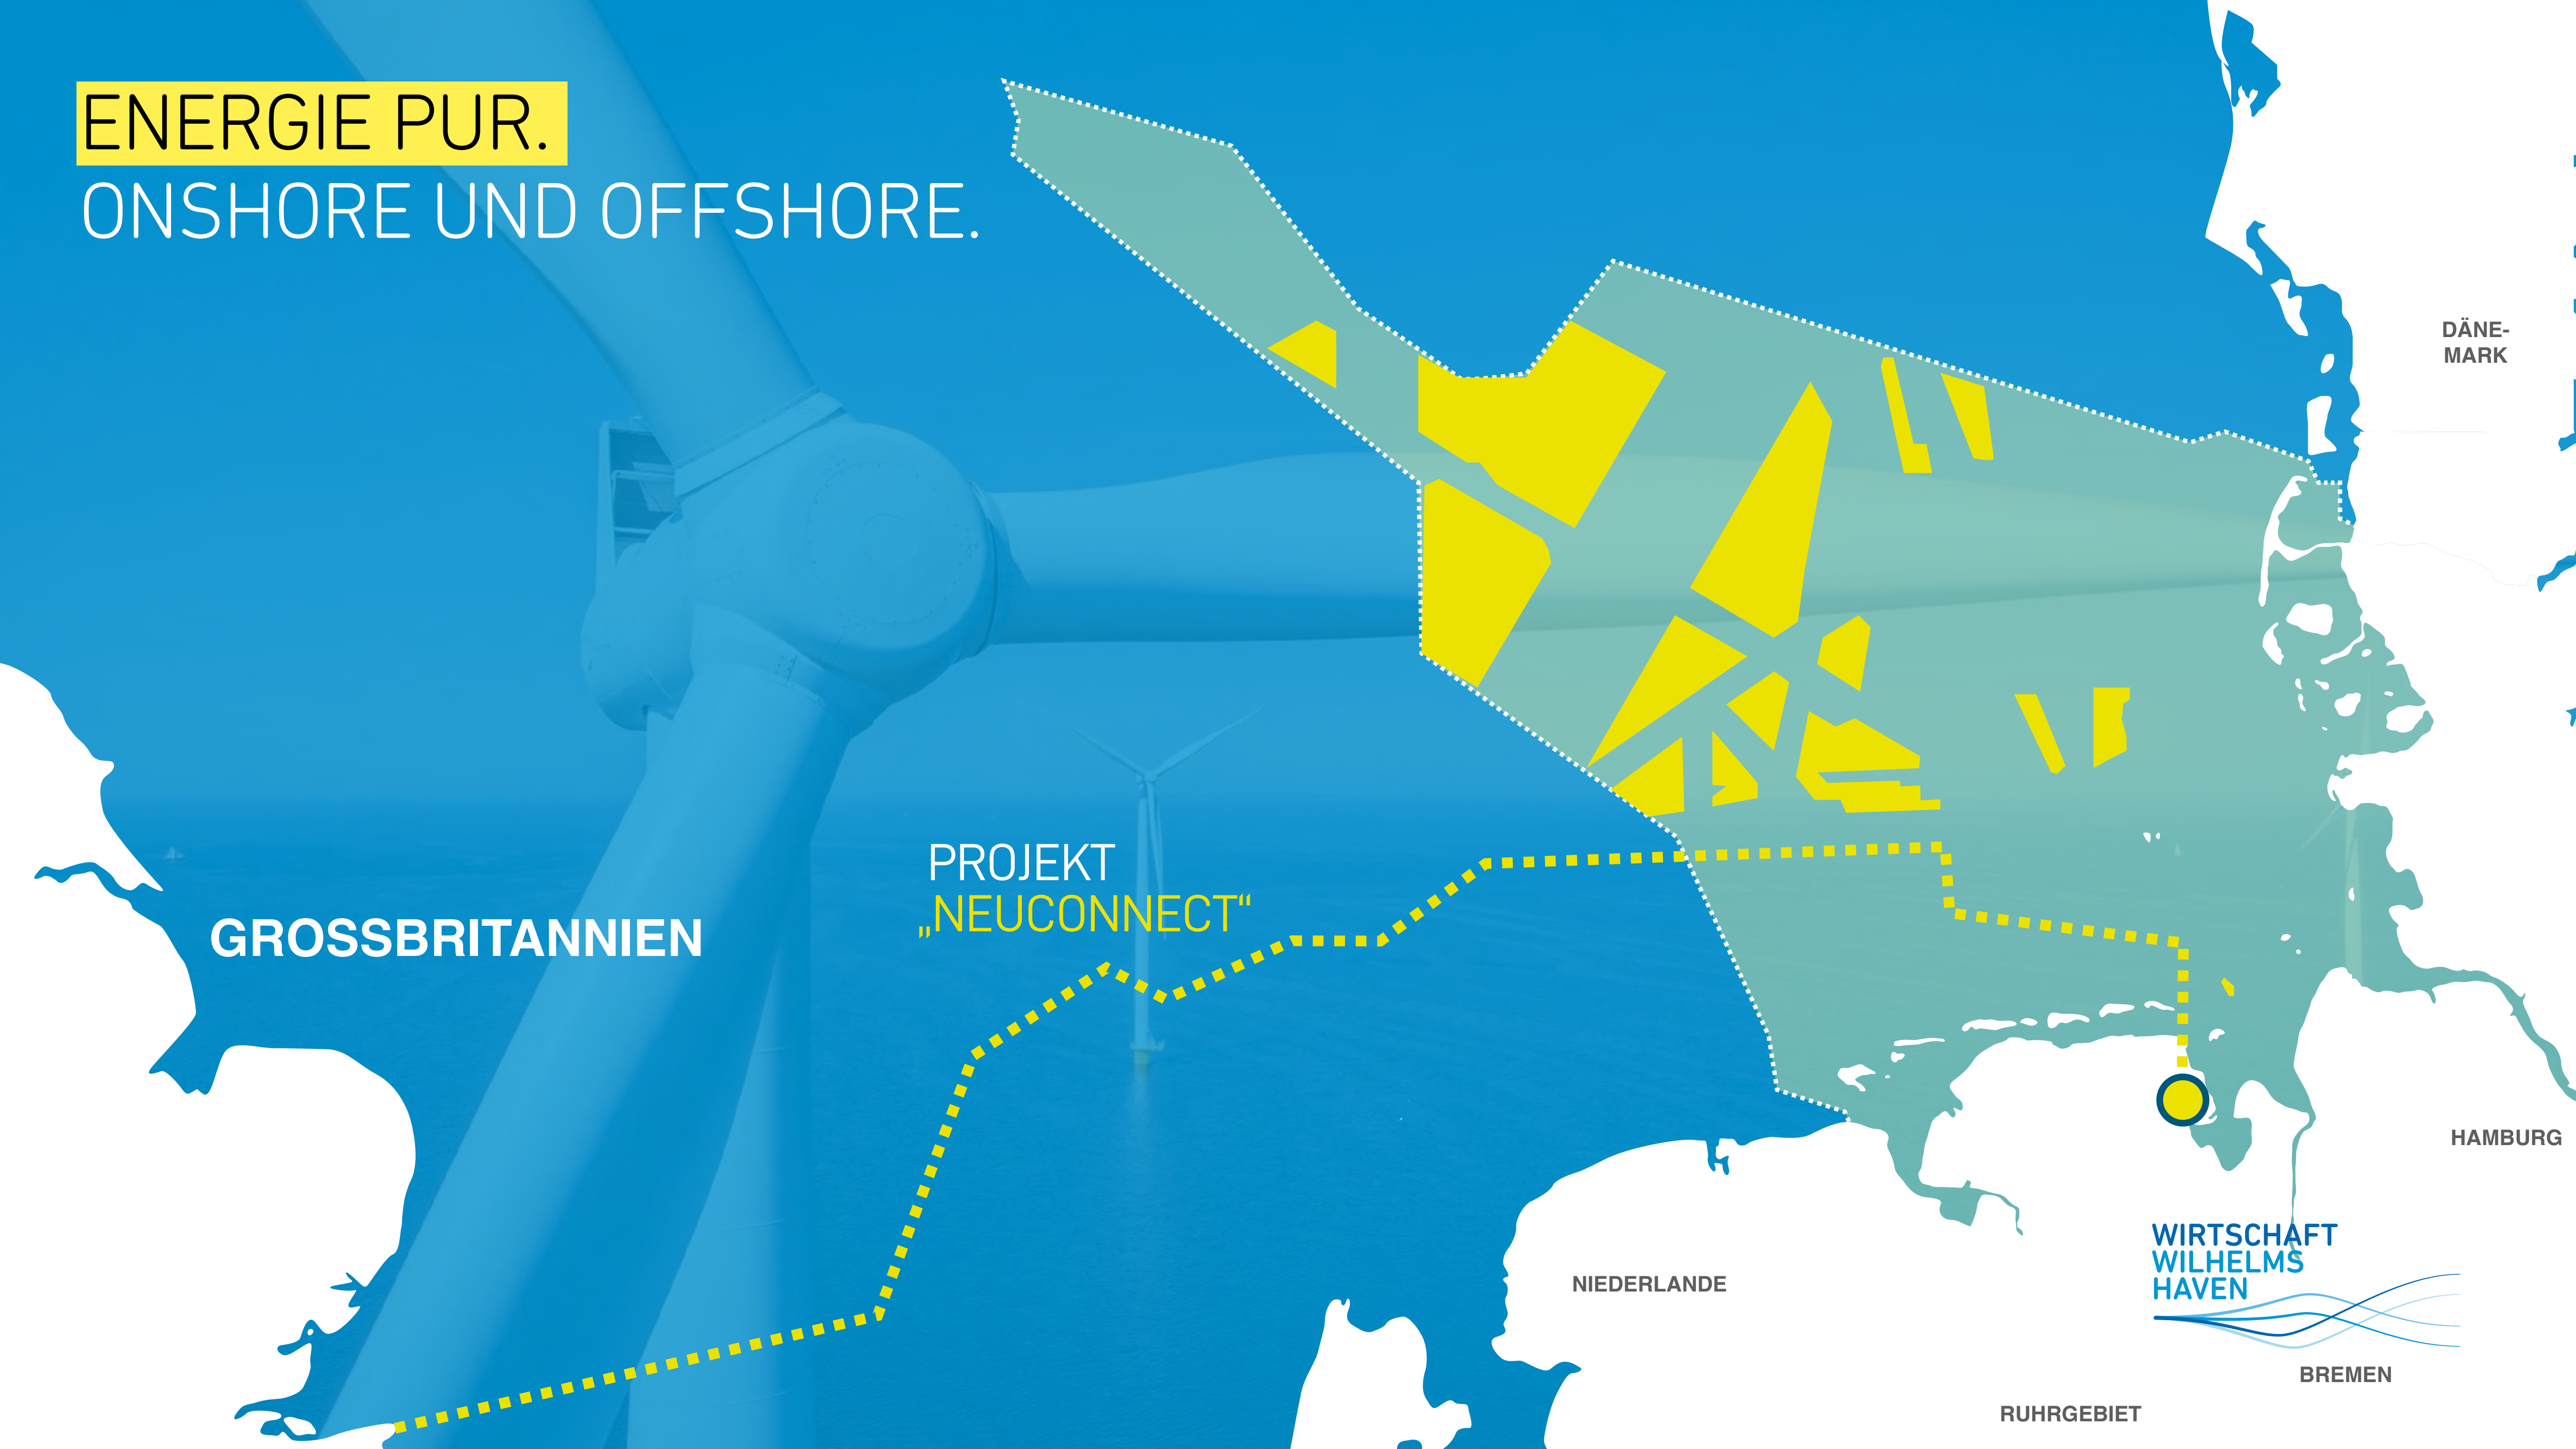 ENERGIE PUR.
ONSHORE UND OFFSHORE.
DÄNE-
MARK
PROJEKT
„NEUCONNECT“
GROSSBRITANNIEN
HAMBURG
NIEDERLANDE
WIRTSCHAFT
WILHELMS
HAVEN
BREMEN
RUHRGEBIET